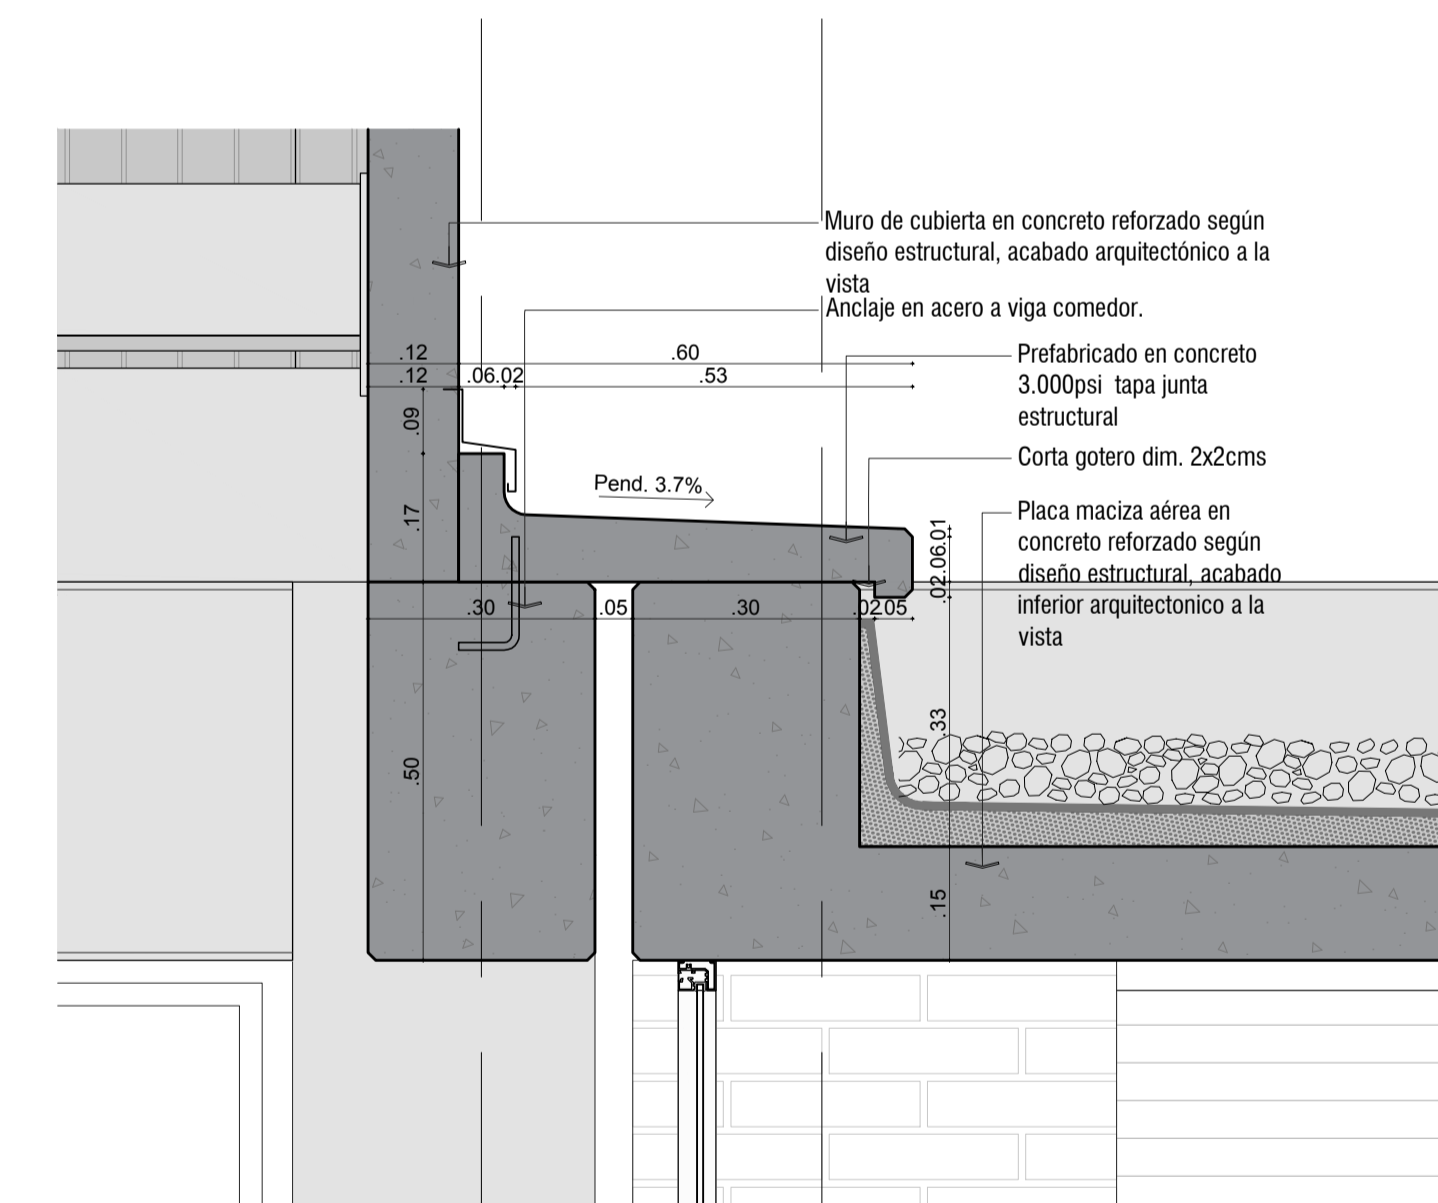 Muro de cubierta en concreto reforzado según
diseño estructural, acabado arquitectónico a la
vista
Anclaje en acero a viga comedor.
Prefabricado en concreto
3.000psi tapa junta
estructural
Corta gotero dim. 2x2cms
Placa maciza aérea en
concreto reforzado según
diseño estructural, acabado
inferior arquitectonico a la
vista
.12
.60
.12
.06
.02
.53
.09
.17
Pend. 3.7%
.01
.06
.02
.30
.05
.30
.02
05
.50
.33
.15